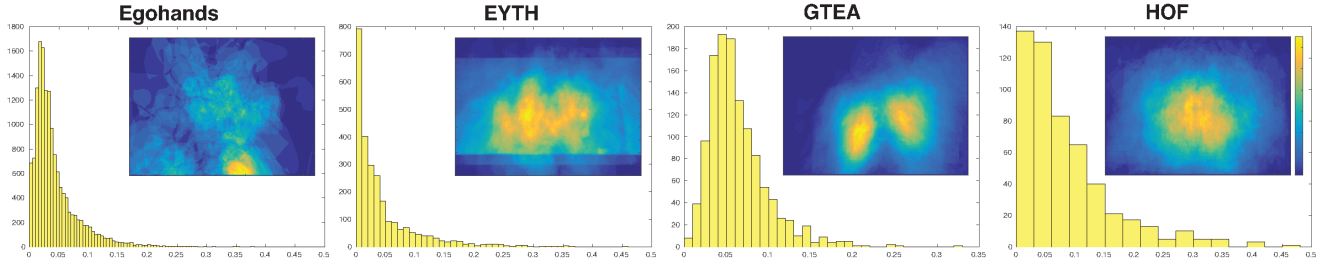 Egohands EYTH GTEA HOF
1800 1600 1400 1200 1000 800 600 400 200 0
0 0.05 0.1 0.15 0.2 0.25 0.3 0.35 0.4 0.45 0.5
800 700 600 500 400 300 200 100 0
0 0.05 0.1 0.15 0.2 0.25 0.3 0.35 0.4 0.45 0.5
200 180 160 140 120 100 80 60 40 20 0
0 0.05 0.1 0.15 0.2 0.25 0.3 0.35
140 120 100 80 60 40 20 0
0 0.05 0.1 0.15 0.2 0.25 0.3 0.35 0.4 0.45 0.5